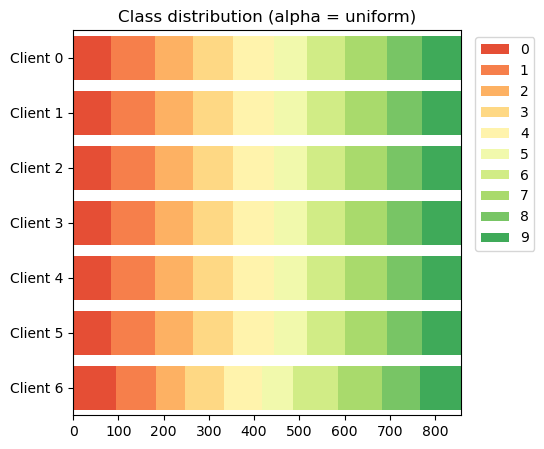 Class distribution (alpha = uniform)
Client 0
Client 1
Client 2
Client 3
Client 4
Client 5
Client 6
0 100 200 300 400 500 600 700 800
0
1
2
3
4
5
6
7
8
9